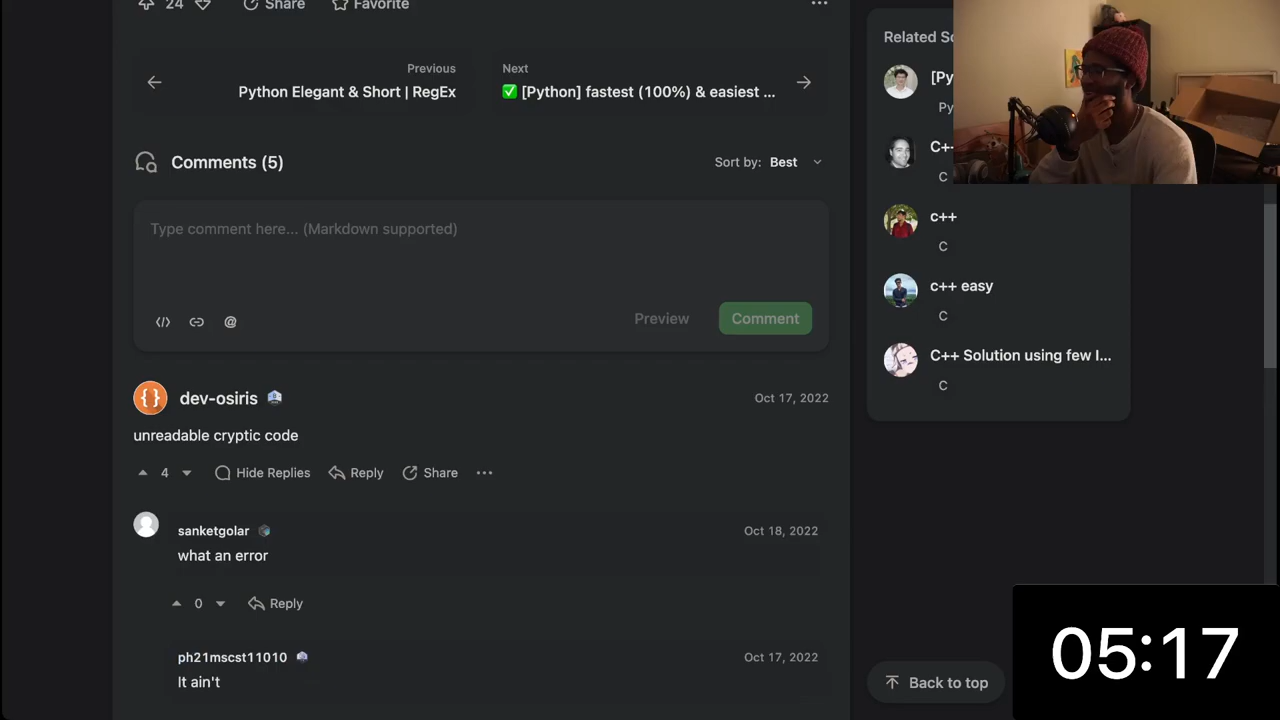 24
Share
Favorite
Previous
Python Elegant & Short | RegEx
Next
✅ [Python] fastest (100%) & easiest ...
Comments (5)
Sort by: Best
Type comment here... (Markdown supported)
Preview
Comment
dev-osiris
Oct 17, 2022
unreadable cryptic code
4
Hide Replies
Reply
Share
sanketgolar
Oct 18, 2022
what an error
0
Reply
ph21mscst11010
Oct 17, 2022
It ain't
Related So
[Py
Py
C+
C
c++
C
c++ easy
C
C++ Solution using few I...
C
Back to top
05:17